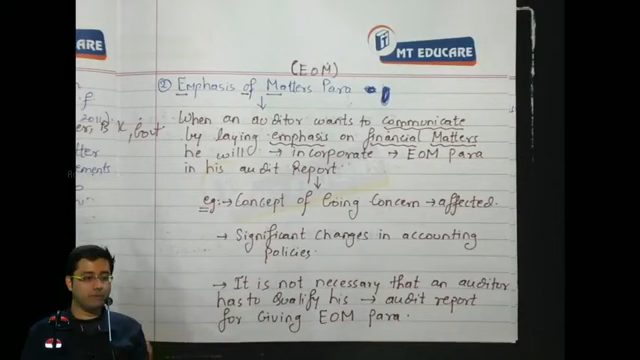 CARE
MT EDUCARE
(EOM)
② Emphasis of Matters Para
When an auditor wants to communicate
by laying emphasis on financial Matters
he will → incorporate → EOM Para
in his audit Report
eg:→ Concept of Going Concern → affected.
→ Significant changes in accounting
policies
→ It is not necessary that an auditor
has to Qualify his → audit report
for Giving EOM Para.